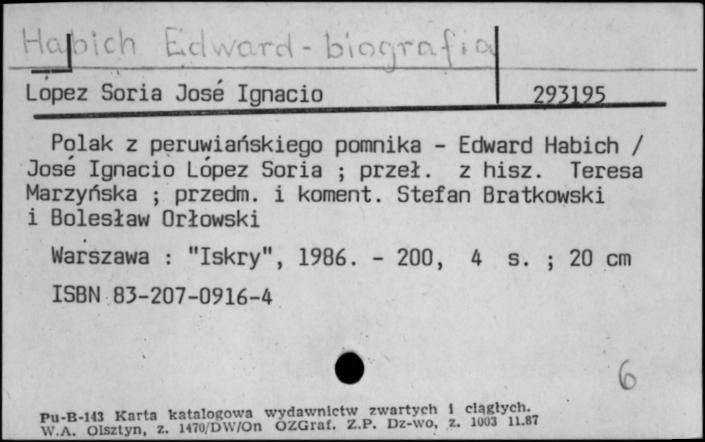 Habich Edward - biografia
López Soria José Ignacio 293195
Polak z peruwiańskiego pomnika - Edward Habich /
José Ignacio López Soria ; przeł. z hisz. Teresa
Marzyńska ; przedm. i koment. Stefan Bratkowski
i Bolesław Orłowski
Warszawa : "Iskry", 1986. - 200, 4 s. ; 20 cm
ISBN 83-207-0916-4
6
Pu-B-143 Karta katalogowa wydawnictw zwartych i ciągłych.
W.A. Olsztyn, z. 1470/DW/On OZGraf. Z.P. Dz-wo, z. 1003 11.87